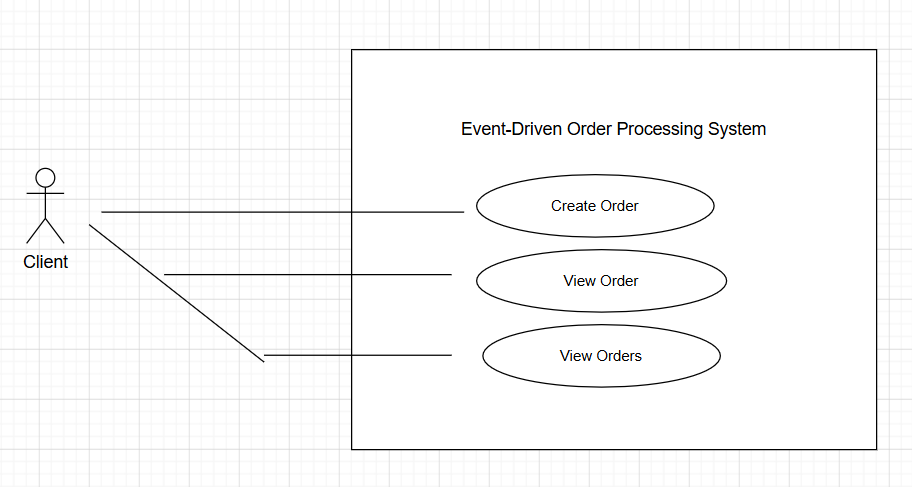 Event-Driven Order Processing System
Create Order
Client
View Order
View Orders